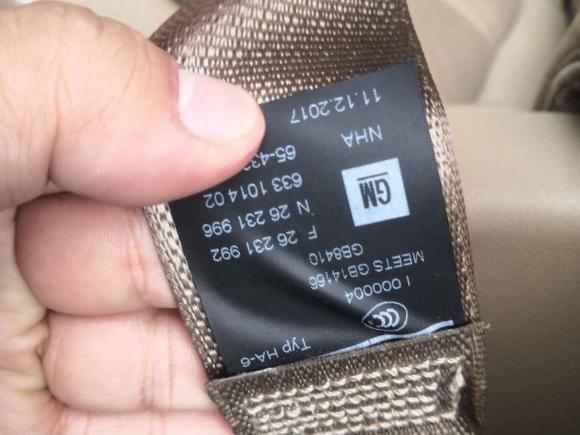 Typ HA-6
CCC
I 000004
MEETS GB14166
GB8410
F 26 231 992
N 26 231 996
633 1014 02
GM
NHA
11.12.2017